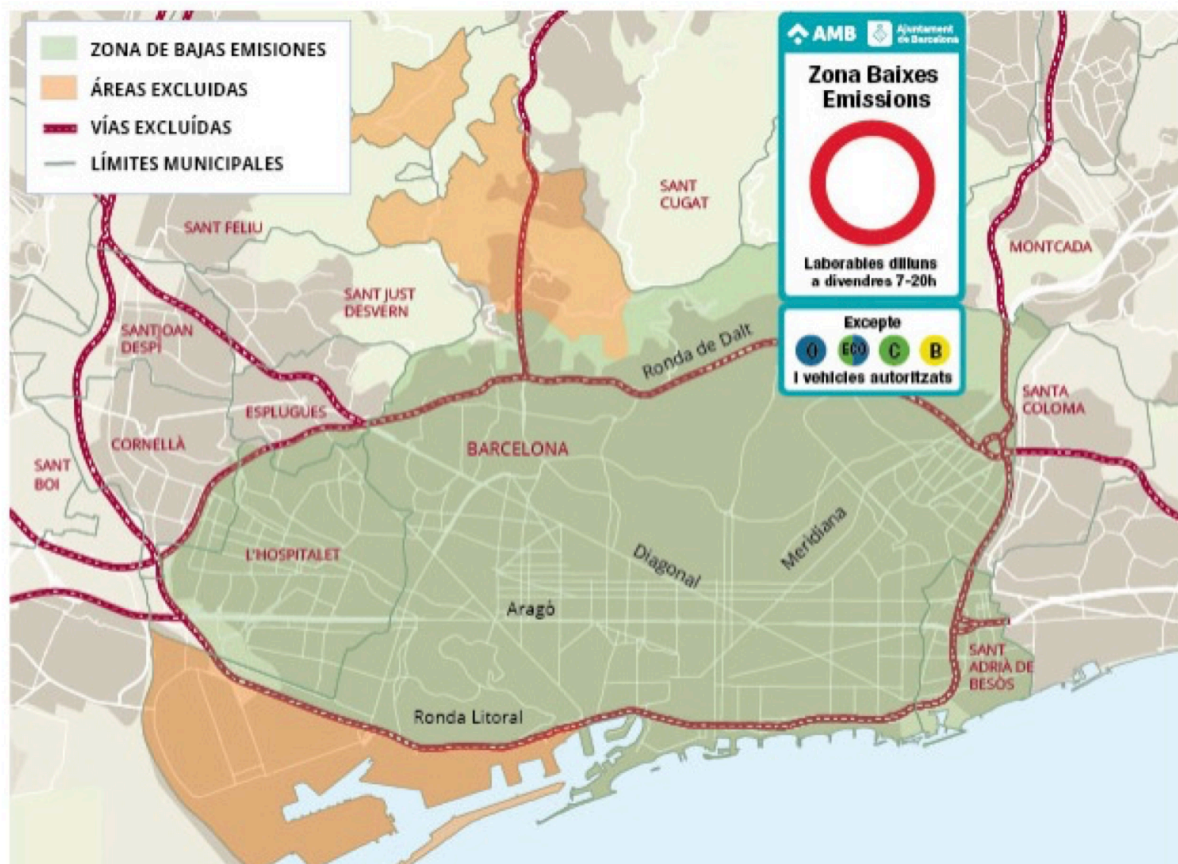 ZONA DE BAJAS EMISIONES
ÁREAS EXCLUIDAS
VÍAS EXCLUÍDAS
LÍMITES MUNICIPALES
AMB
Ajuntament
de Barcelona
Zona Baixes
Emissions
Laborables dilluns
a divendres 7-20h
Excepte
0
ECO
C
B
I vehicles autoritzats
SANT
CUGAT
SANT FELIU
MONTCADA
SANT JUST
DESVERN
SANT JOAN
DESPÍ
Ronda de Dalt
ESPLUGUES
SANTA
COLOMA
CORNELLÀ
BARCELONA
SANT
BOI
L'HOSPITALET
Meridiana
Diagonal
Aragó
SANT
ADRIÀ DE
BESÒS
Ronda Litoral